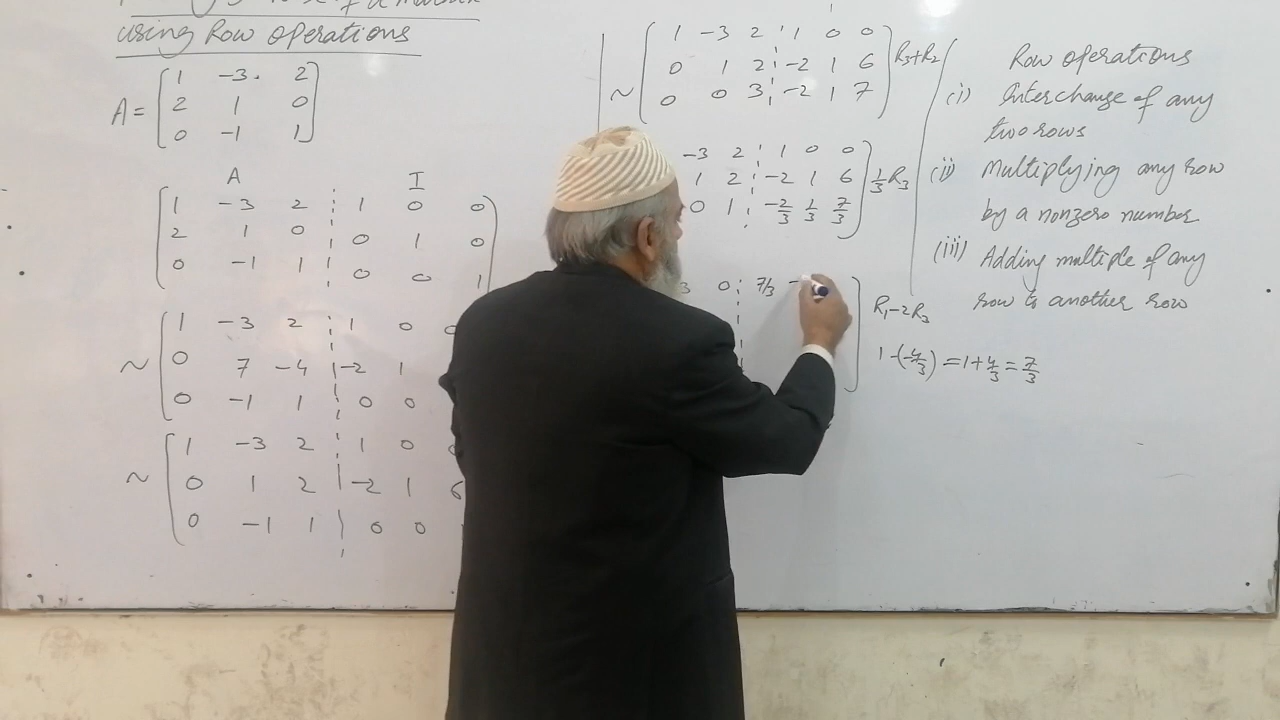 using Row operations
A = [ 1 -3 2
2 1 0
0 -1 1 ]
A I
[ 1 -3 2 ¦ 1 0 0
2 1 0 ¦ 0 1 0
0 -1 1 ¦ 0 0 1 ]
~ [ 1 -3 2 ¦ 1 0 0
0 7 -4 ¦ -2 1
0 -1 1 ¦ 0 0
~ [ 1 -3 2 ¦ 1 0
0 1 2 ¦ -2 1 6
0 -1 1 ¦ 0 0
~ [ 1 -3 2 ¦ 1 0 0
0 1 2 ¦ -2 1 6
0 0 3 ¦ -2 1 7 ] R3+R2
-3 2 ¦ 1 0 0
1 2 ¦ -2 1 6
0 1 ¦ -2/3 1/3 7/3 ] 1/3 R3
3 0 ¦ 7/3 - ] R1-2R3
1-(-4/3) = 1+4/3 = 7/3
Row operations
(i) Interchange of any
two rows
(ii) Multiplying any row
by a nonzero number
(iii) Adding multiple of any
row to another row